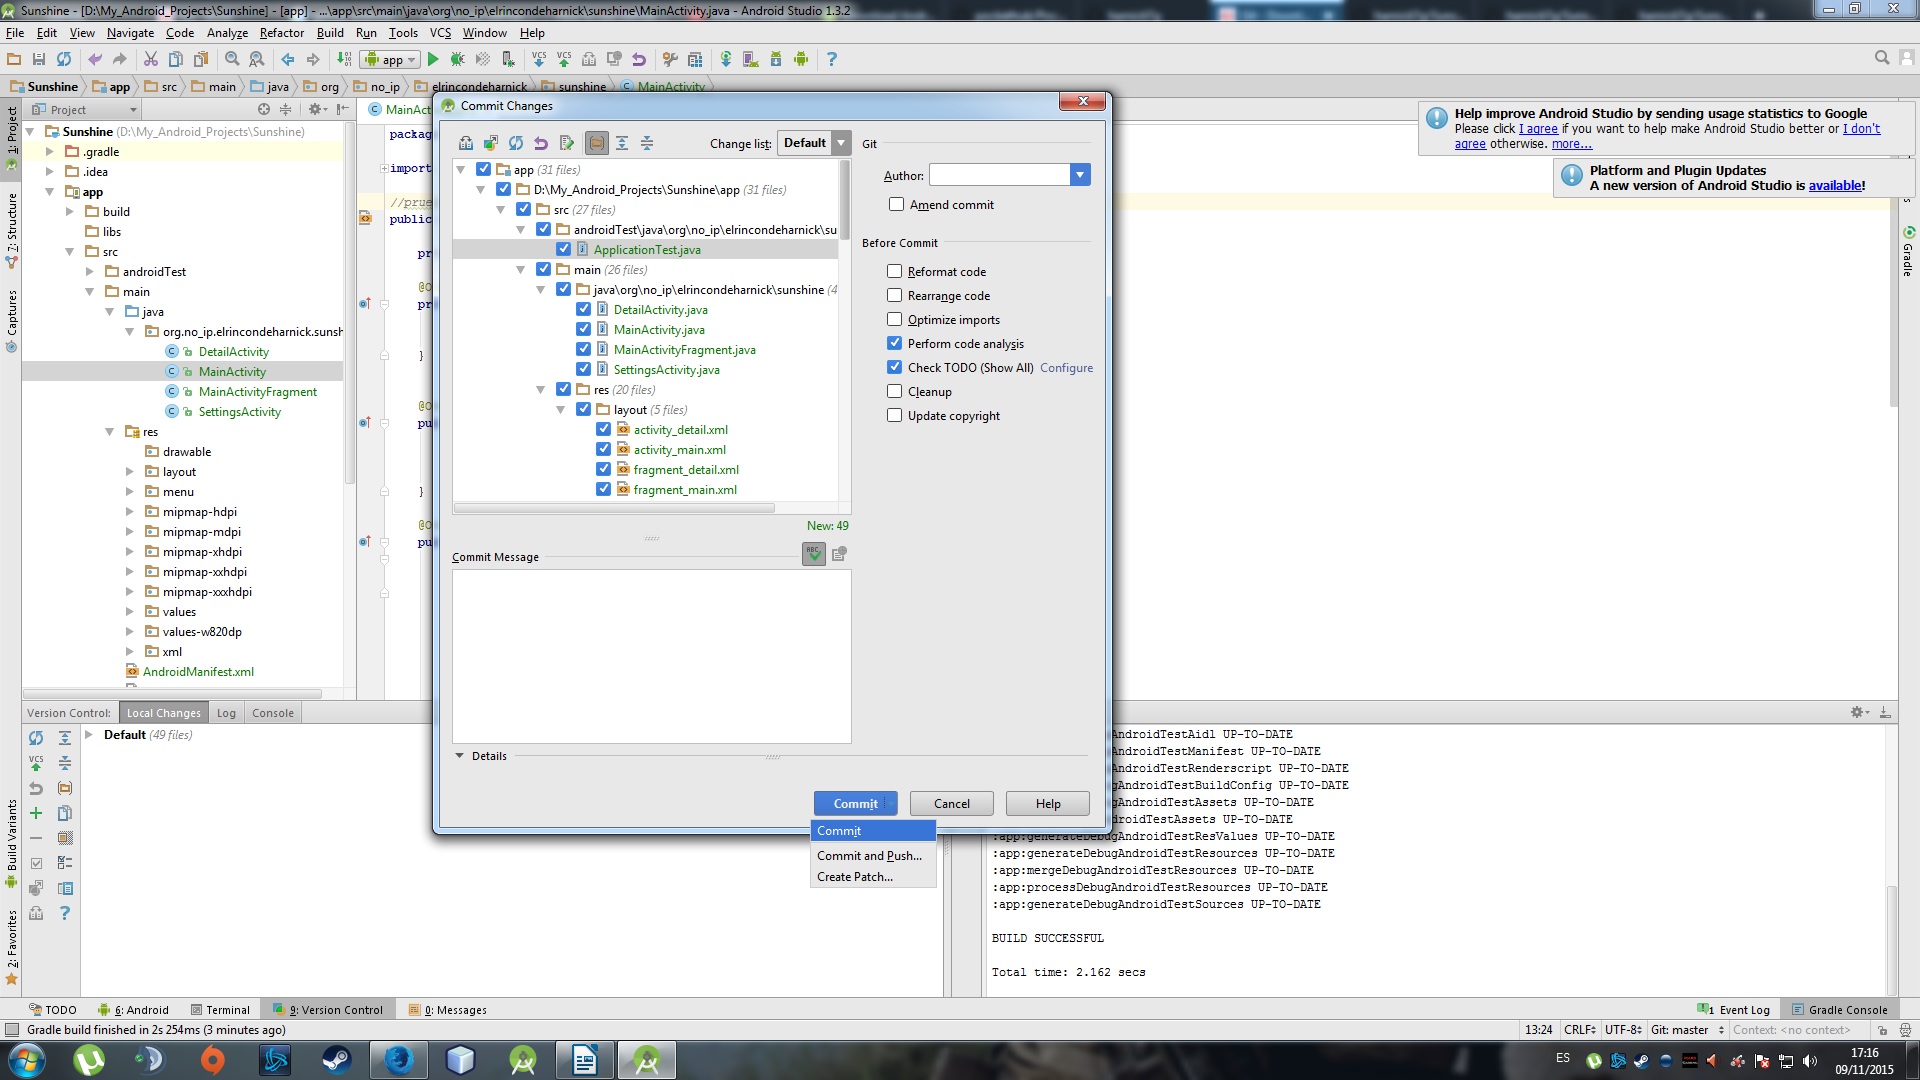 Sunshine - [D:\My_Android_Projects\Sunshine] - [app] - ...\app\src\main\java\org\no_ip\elrincondeharnick\sunshine\MainActivity.java - Android Studio 1.3.2
File Edit View Navigate Code Analyze Refactor Build Run Tools VCS Window Help
app
Sunshine app src main java org no_ip elrincondeharnick sunshine MainActivity
1: Project
7: Structure
Captures
Build Variants
2: Favorites
Project
Sunshine (D:\My_Android_Projects\Sunshine)
.gradle
.idea
app
build
libs
src
androidTest
main
java
org.no_ip.elrincondeharnick.sunsh
DetailActivity
MainActivity
MainActivityFragment
SettingsActivity
res
drawable
layout
menu
mipmap-hdpi
mipmap-mdpi
mipmap-xhdpi
mipmap-xxhdpi
mipmap-xxxhdpi
values
values-w820dp
xml
AndroidManifest.xml
MainAct
packag
import
//prue
public
pr
@O
pr
}
@O
pu
}
@O
pu
Commit Changes
Change list: Default
app (31 files)
D:\My_Android_Projects\Sunshine\app (31 files)
src (27 files)
androidTest\java\org\no_ip\elrincondeharnick\su
ApplicationTest.java
main (26 files)
java\org\no_ip\elrincondeharnick\sunshine (4
DetailActivity.java
MainActivity.java
MainActivityFragment.java
SettingsActivity.java
res (20 files)
layout (5 files)
activity_detail.xml
activity_main.xml
fragment_detail.xml
fragment_main.xml
New: 49
Commit Message
Details
Git
Author:
Amend commit
Before Commit
Reformat code
Rearrange code
Optimize imports
Perform code analysis
Check TODO (Show All) Configure
Cleanup
Update copyright
Commit Cancel Help
Commit
Commit and Push...
Create Patch...
Help improve Android Studio by sending usage statistics to Google
Please click I agree if you want to help make Android Studio better or I don't
agree otherwise. more...
Platform and Plugin Updates
A new version of Android Studio is available!
Gradle
Version Control: Local Changes Log Console
Default (49 files)
AndroidTestAidl UP-TO-DATE
AndroidTestManifest UP-TO-DATE
AndroidTestRenderscript UP-TO-DATE
gAndroidTestBuildConfig UP-TO-DATE
gAndroidTestAssets UP-TO-DATE
AndroidTestAssets UP-TO-DATE
:app:generateDebugAndroidTestResValues UP-TO-DATE
:app:generateDebugAndroidTestResources UP-TO-DATE
:app:mergeDebugAndroidTestResources UP-TO-DATE
:app:processDebugAndroidTestResources UP-TO-DATE
:app:generateDebugAndroidTestSources UP-TO-DATE
BUILD SUCCESSFUL
Total time: 2.162 secs
TODO 6: Android Terminal 9: Version Control 0: Messages 1 Event Log Gradle Console
Gradle build finished in 2s 254ms (3 minutes ago) 13:24 CRLF UTF-8 Git: master Context: <no context>
ES 17:16
09/11/2015